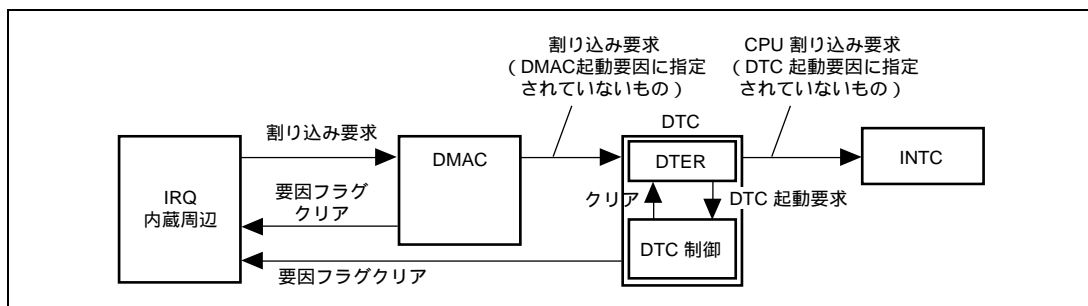 割り込み要求
（DMAC起動要因に指定
されていないもの）
CPU 割り込み要求
（DTC 起動要因に指定
されていないもの）
DTC
割り込み要求
DMAC
DTER
INTC
IRQ
内蔵周辺
要因フラグ
クリア
クリア
DTC 起動要求
DTC 制御
要因フラグクリア